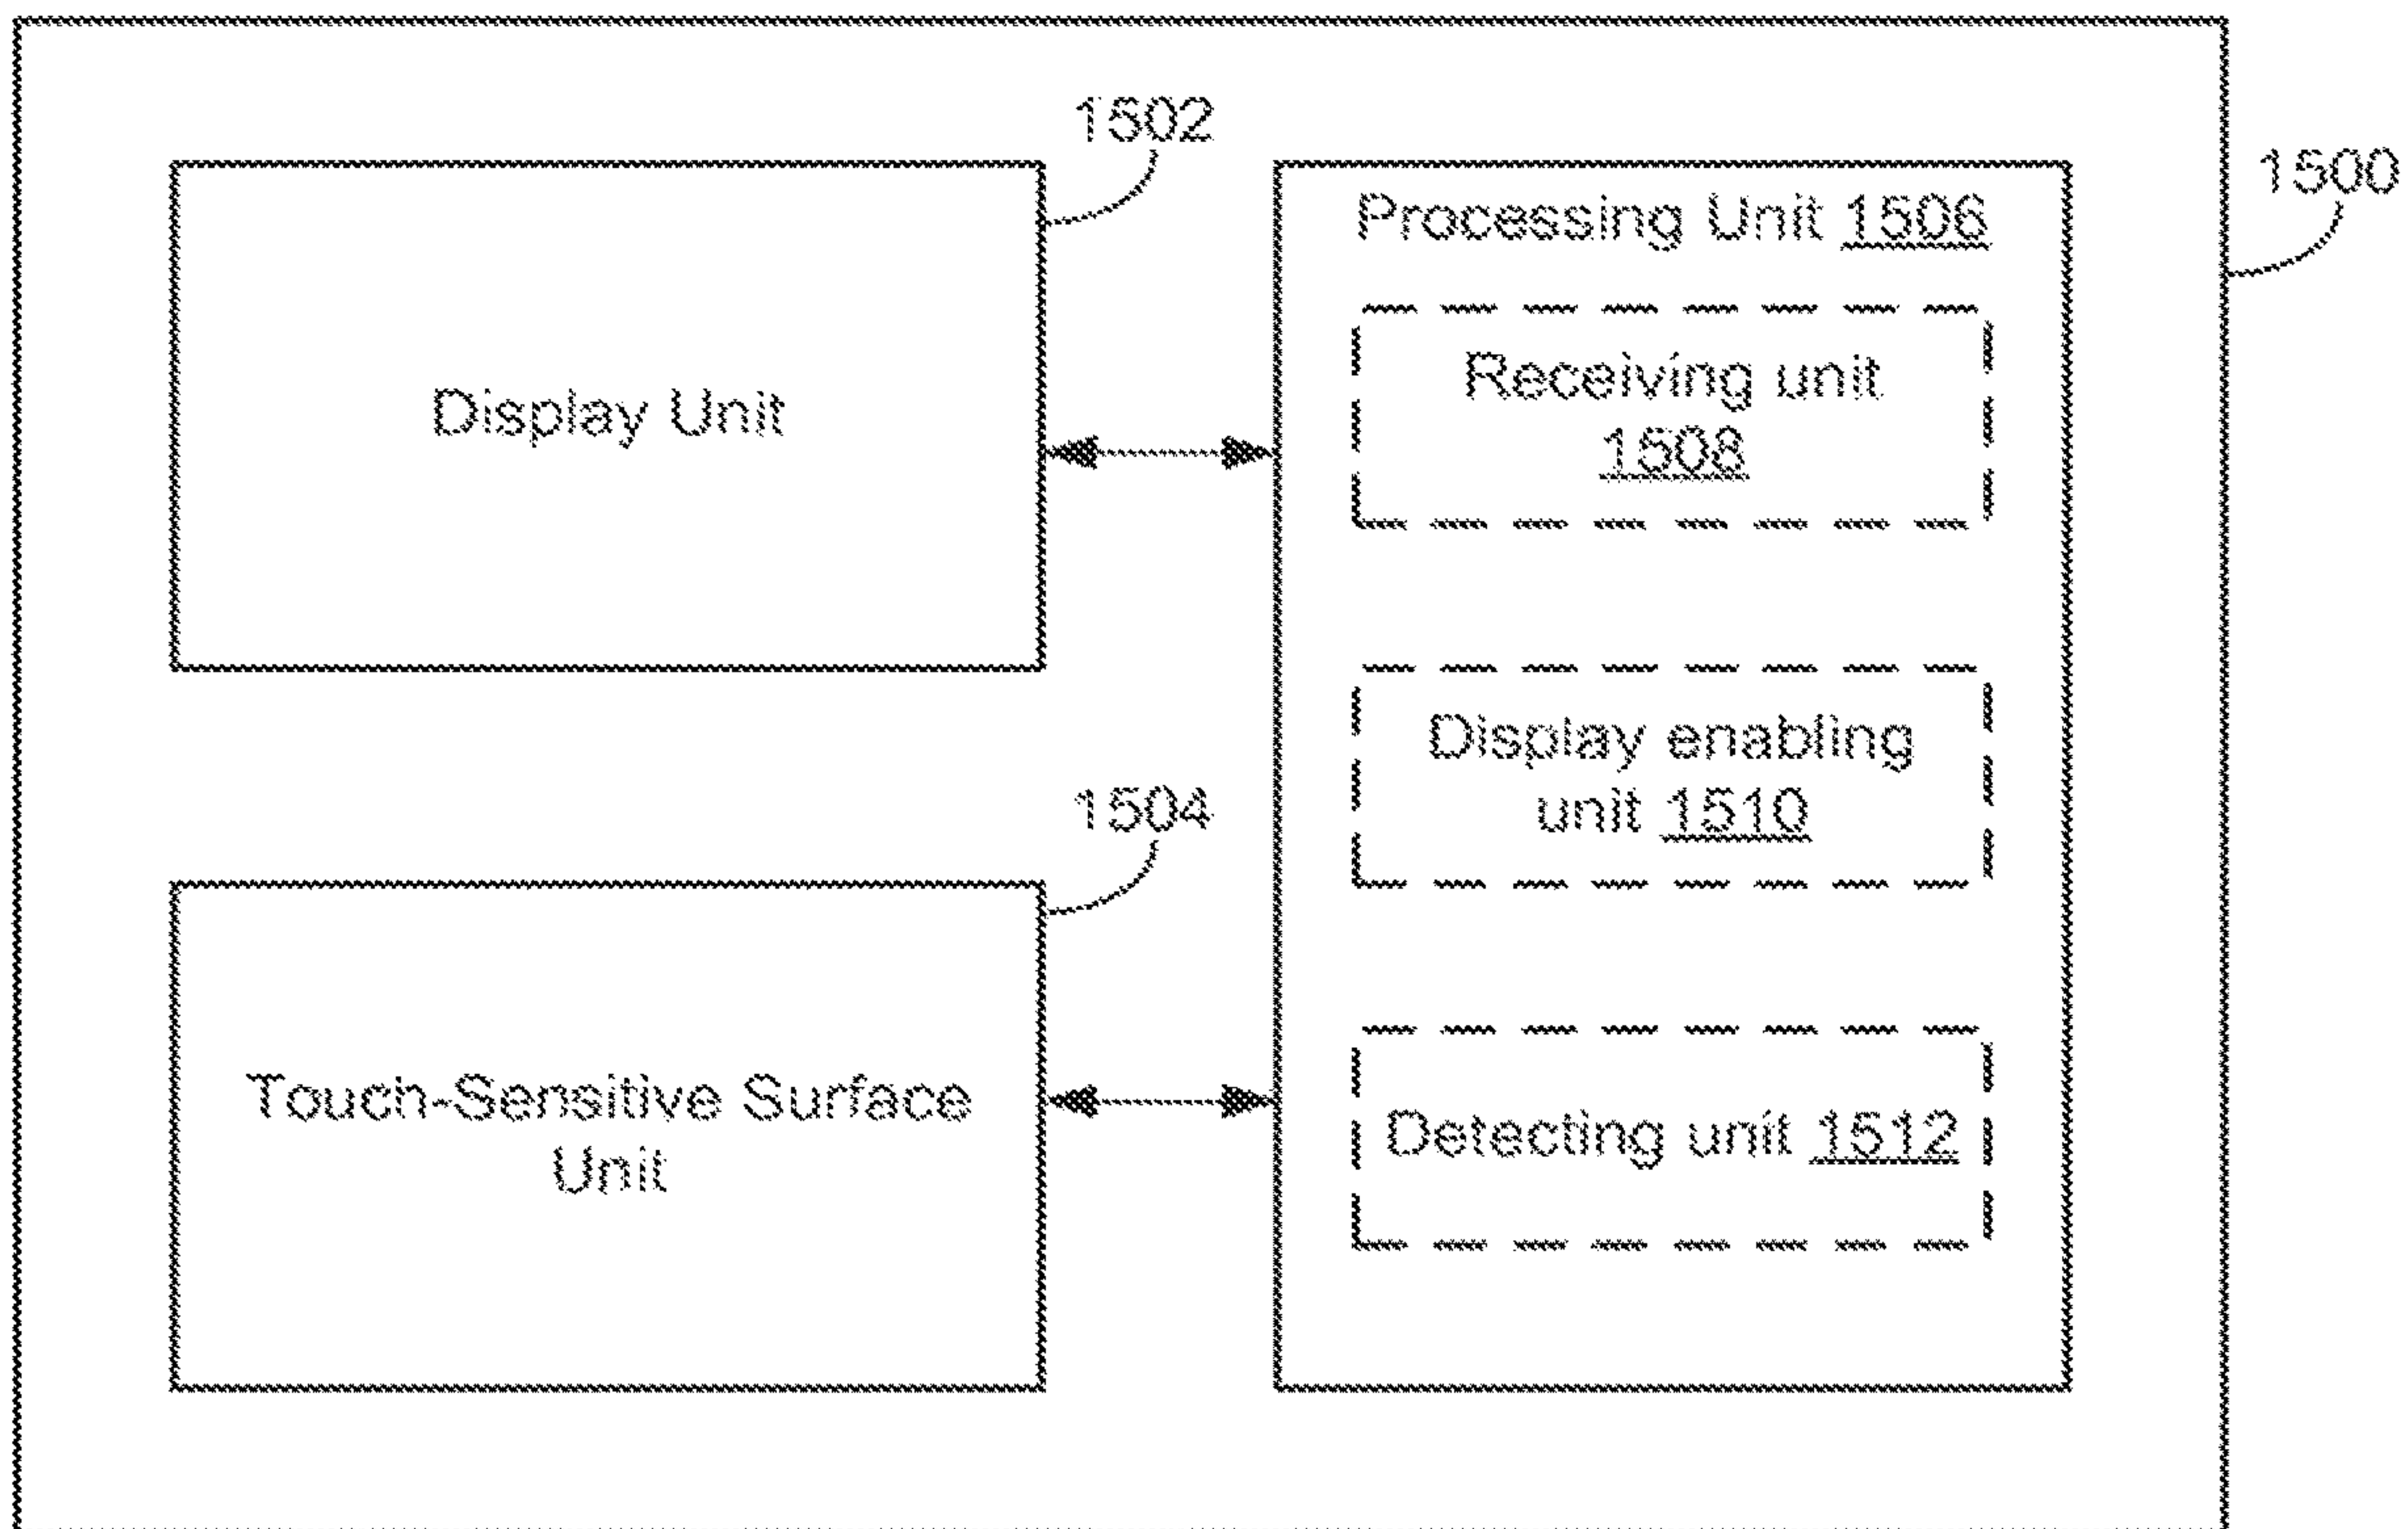 1502
1500
Display Unit
Processing Unit 1506
Receiving unit
1508
Display enabling
unit 1510
1504
Touch-Sensitive Surface
Unit
Detecting unit 1512